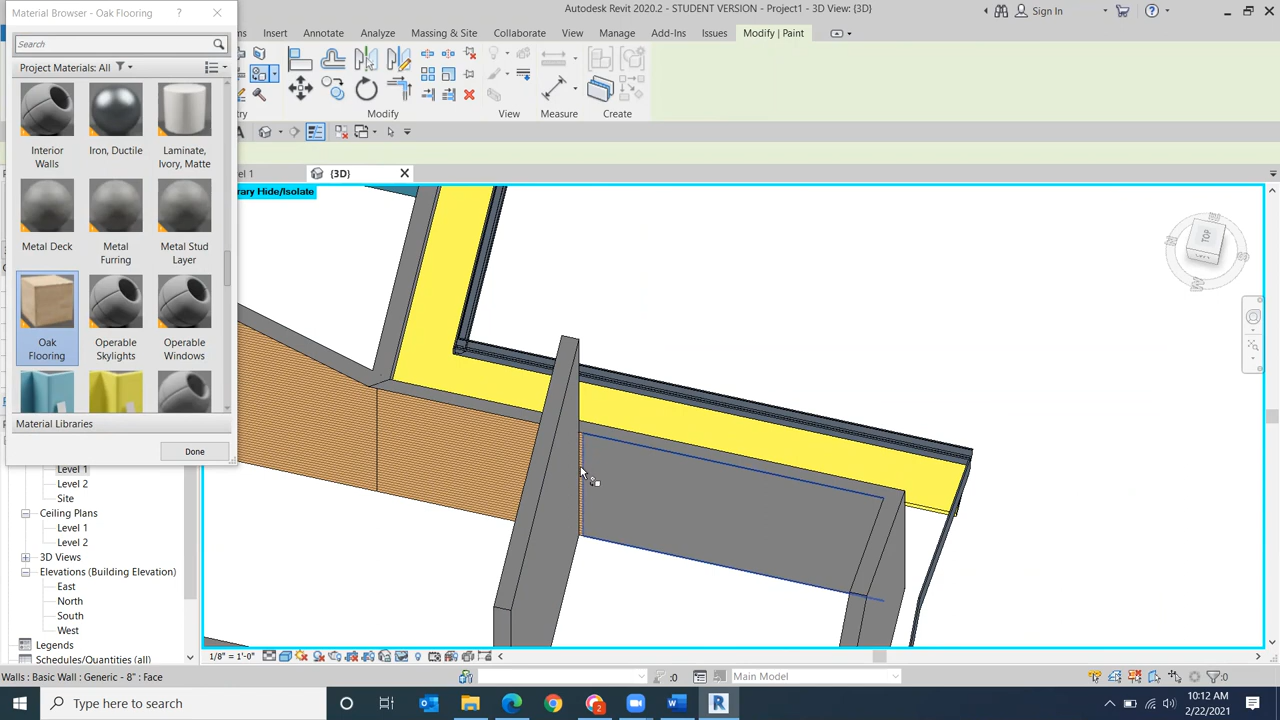 Material Browser - Oak Flooring
?
Autodesk Revit 2020.2 - STUDENT VERSION - Project1 - 3D View: {3D}
Sign In
Search
Insert Annotate Analyze Massing & Site Collaborate View Manage Add-Ins Issues Modify | Paint
Project Materials: All
Modify View Measure Create
Interior Walls
Iron, Ductile
Laminate, Ivory, Matte
Metal Deck
Metal Furring
Metal Stud Layer
Oak Flooring
Operable Skylights
Operable Windows
Material Libraries
Done
{3D}
rary Hide/Isolate
TOP
Level 1
Level 2
Site
Ceiling Plans
Level 1
Level 2
3D Views
Elevations (Building Elevation)
East
North
South
West
Legends
Schedules/Quantities (all)
1/8" = 1'-0"
Walls : Basic Wall : Generic - 8" : Face
:0
Main Model
:0
Type here to search
10:12 AM
2/22/2021